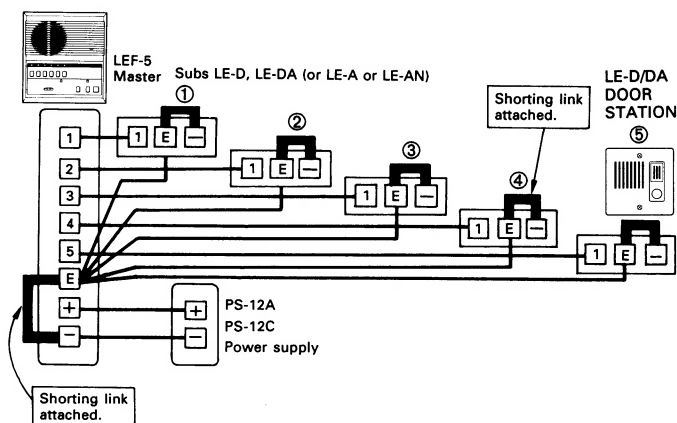 LEF-5
Master
Subs LE-D, LE-DA (or LE-A or LE-AN)
LE-D/DA
DOOR
STATION
⑤
Shorting link
attached.
①
②
③
④
1 1 E −
2 1 E −
3 1 E −
4 1 E −
5 1 E −
E
+ + PS-12A
PS-12C
− − Power supply
Shorting link
attached.